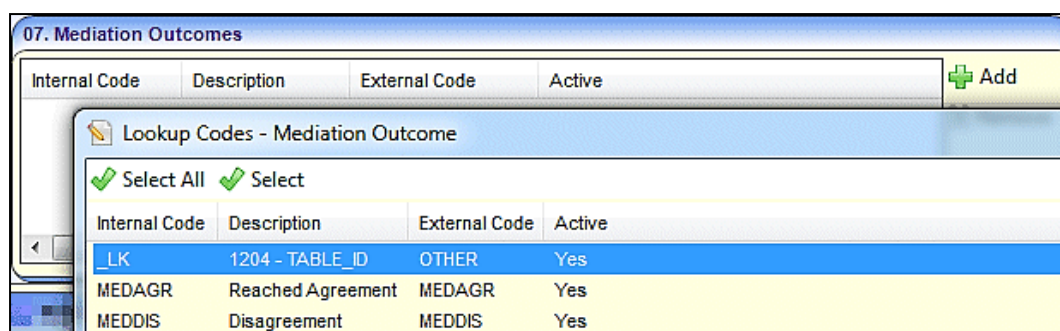 07. Mediation Outcomes
Internal Code Description External Code Active Add
Lookup Codes - Mediation Outcome
Select All Select
Internal Code Description External Code Active
_LK 1204 - TABLE_ID OTHER Yes
MEDAGR Reached Agreement MEDAGR Yes
MEDDIS Disagreement MEDDIS Yes